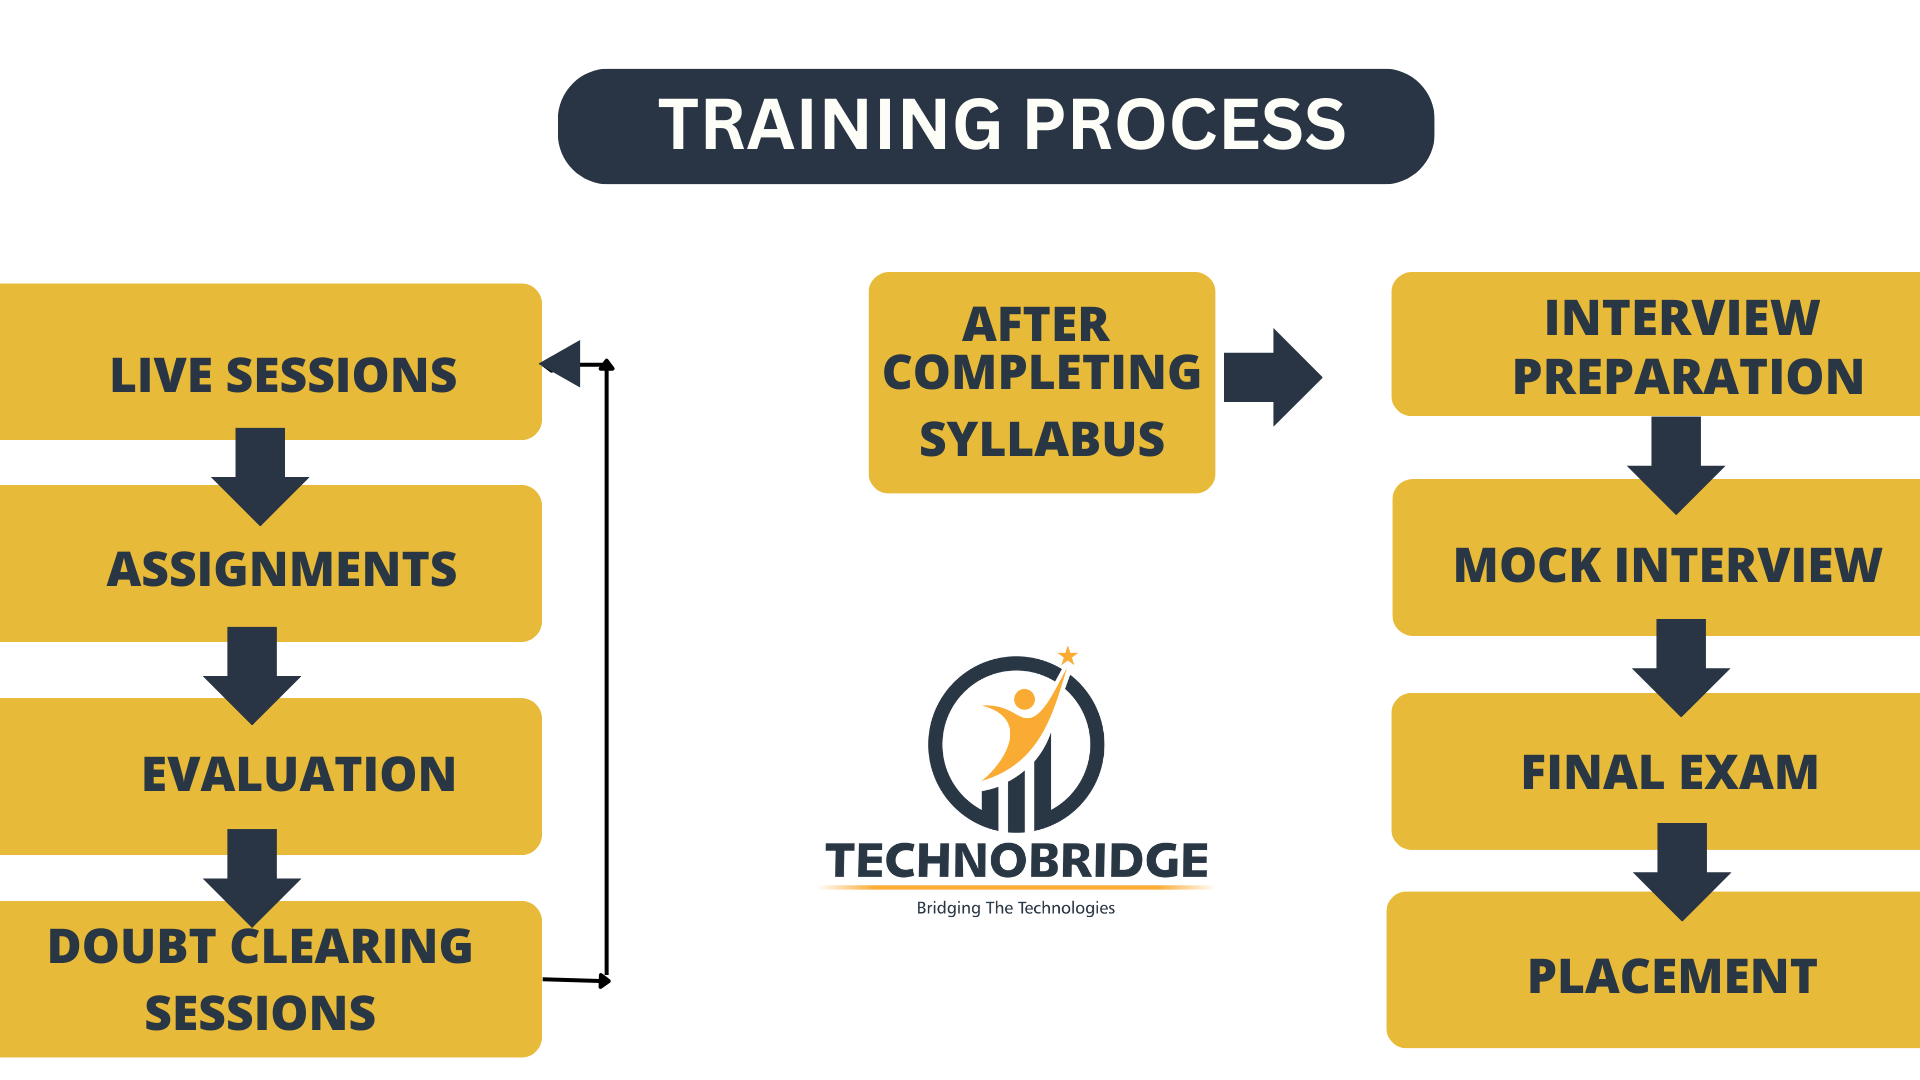 TRAINING PROCESS
LIVE SESSIONS
ASSIGNMENTS
EVALUATION
DOUBT CLEARING
SESSIONS
AFTER
COMPLETING
SYLLABUS
TECHNOBRIDGE
Bridging The Technologies
INTERVIEW
PREPARATION
MOCK INTERVIEW
FINAL EXAM
PLACEMENT